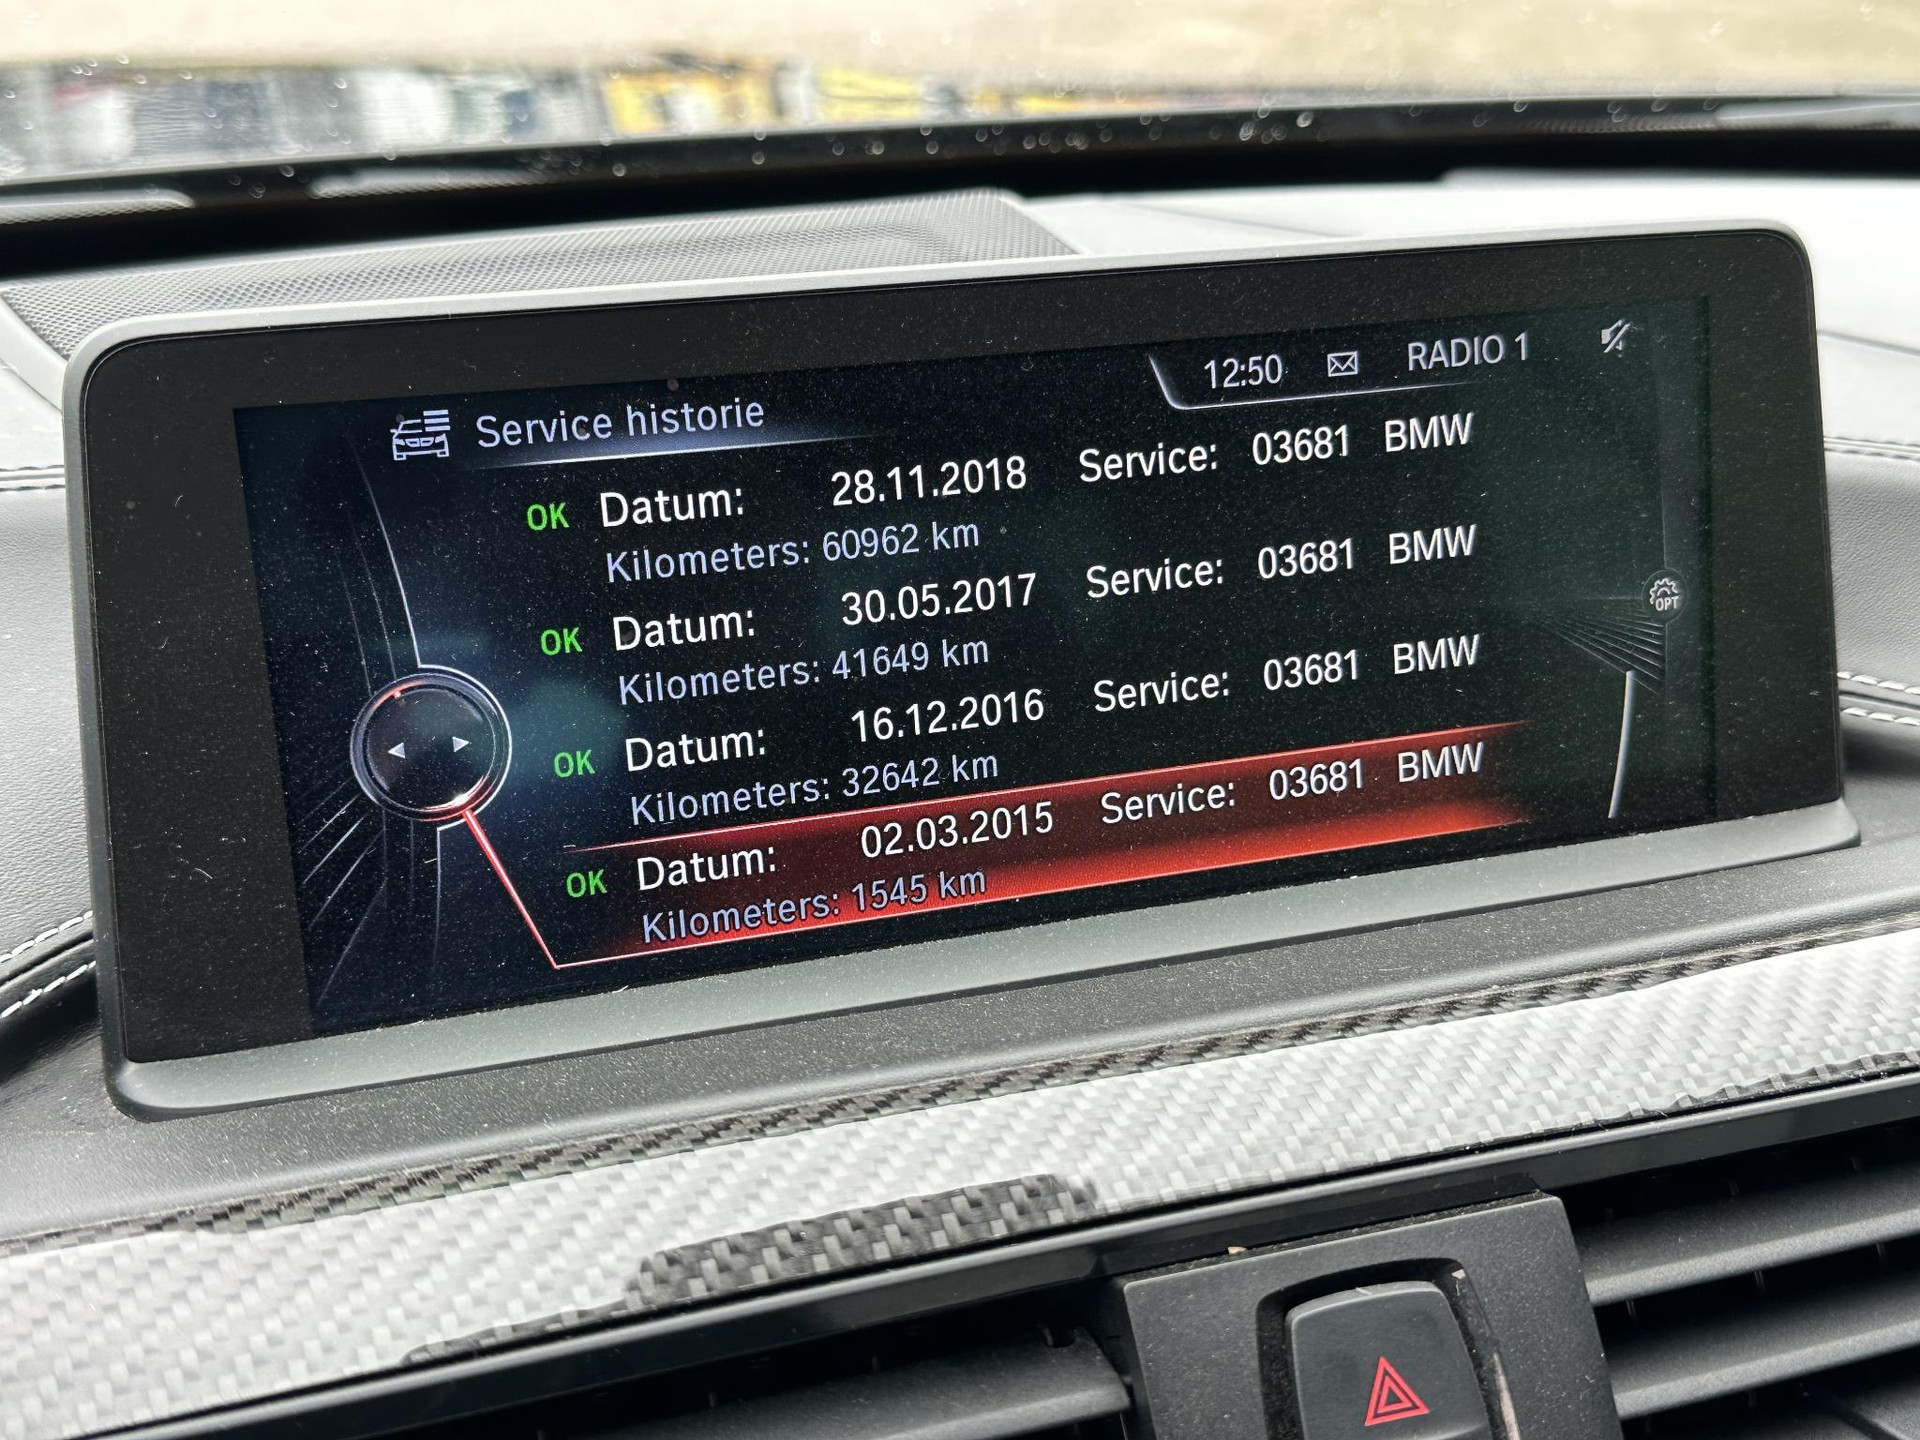 12:50 RADIO 1
Service historie
OK Datum: 28.11.2018 Service: 03681 BMW
Kilometers: 60962 km
OK Datum: 30.05.2017 Service: 03681 BMW
Kilometers: 41649 km
OK Datum: 16.12.2016 Service: 03681 BMW
Kilometers: 32642 km
OK Datum: 02.03.2015 Service: 03681 BMW
Kilometers: 1545 km
OPT